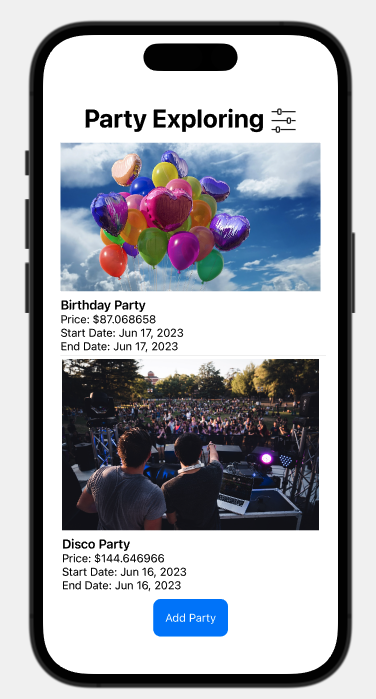 Party Exploring
Birthday Party
Price: $87.068658
Start Date: Jun 17, 2023
End Date: Jun 17, 2023
Disco Party
Price: $144.646966
Start Date: Jun 16, 2023
End Date: Jun 16, 2023
Add Party